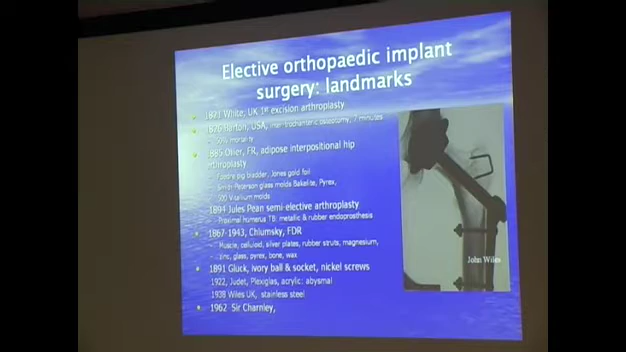 Elective orthopaedic implant
surgery: landmarks
1821 White, UK 1st excision arthroplasty
1826 Barton, USA, intertrochanteric osteotomy, 7 minutes
50% mortality
1885 Ollier, FR, adipose interpositional hip
arthroplasty
Foedre pig bladder, Jones gold foil
Smith-Peterson glass molds Bakelite, Pyrex,
500 Vitallium molds
1894 Jules Pean semi-elective arthroplasty
Proximal humerus TB: metallic & rubber endoprosthesis
1867-1943, Chlumsky, FDR
Muscle, celluloid, silver plates, rubber struts, magnesium,
zinc, glass, pyrex, bone, wax
1891 Gluck, ivory ball & socket, nickel screws
1922, Judet, Plexiglas, acrylic: abysmal
1938 Wiles UK, stainless steel
1962 Sir Charnley,
John Wiles